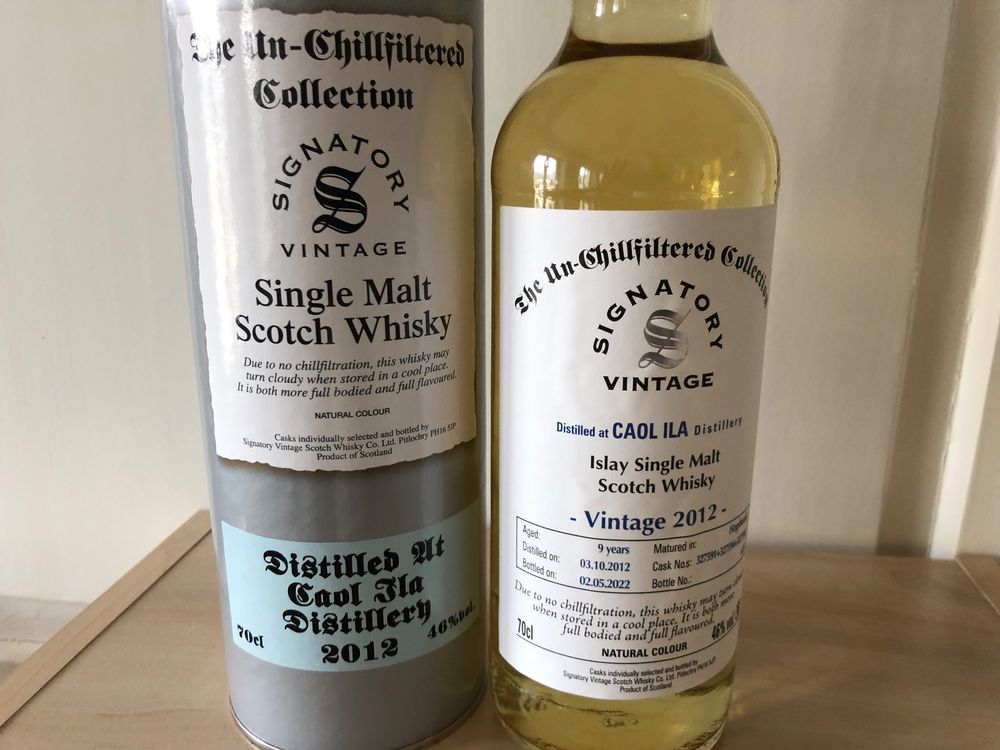 The Un-Chillfiltered
Collection
SIGNATORY
S
VINTAGE
Single Malt
Scotch Whisky
Due to no chillfiltration, this whisky may
turn cloudy when stored in a cool place.
It is both more full bodied and full flavoured.
NATURAL COLOUR
Casks individually selected and bottled by
Signatory Vintage Scotch Whisky Co. Ltd. Pitlochry PH16 5JP
Product of Scotland
Distilled At
Caol Ila
Distillery
70cl 2012 46%vol.
The Un-Chillfiltered Collection
SIGNATORY
S
VINTAGE
Distilled at CAOL ILA Distillery
Islay Single Malt
Scotch Whisky
- Vintage 2012 -
Aged: 9 years Matured in:
Distilled on: 03.10.2012 Cask No.s:
Bottled on: 02.05.2022 Bottle No.:
Due to no chillfiltration, this whisky may turn
when stored in a cool place. It is both more
full bodied and full flavoured.
70cl 46%
NATURAL COLOUR
Casks individually selected and bottled by
Signatory Vintage Scotch Whisky Co. Ltd. Pitlochry PH16 5JP
Product of Scotland